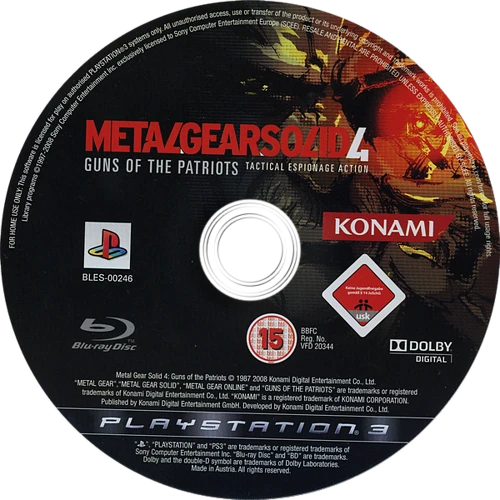 FOR HOME USE ONLY: This software is licensed for play on authorised PLAYSTATION®3 systems only. All unauthorised access, use or transfer of the product or its underlying copyright and trademark works is prohibited.
Library programs ©1997-2008 Sony Computer Entertainment Inc. exclusively licensed to Sony Computer Entertainment Europe (SCEE). RESALE AND RENTAL ARE PROHIBITED UNLESS EXPRESSLY
METAL GEAR SOLID 4
GUNS OF THE PATRIOTS TACTICAL ESPIONAGE ACTION
KONAMI
BLES-00246
Keine Jugendfreigabe
gemäß § 14 JuSchG
usk
Blu-ray Disc
15
BBFC
Reg. No.
VFD 20344
DOLBY
DIGITAL
Metal Gear Solid 4: Guns of the Patriots © 1987 2008 Konami Digital Entertainment Co., Ltd.
"METAL GEAR", "METAL GEAR SOLID", "METAL GEAR ONLINE" and "GUNS OF THE PATRIOTS" are trademarks or registered
trademarks of Konami Digital Entertainment Co., Ltd. "KONAMI" is a registered trademark of KONAMI CORPORATION.
Published by Konami Digital Entertainment GmbH. Developed by Konami Digital Entertainment Co., Ltd.
PLAYSTATION 3
" ", "PLAYSTATION" and "PS3" are trademarks or registered trademarks of
Sony Computer Entertainment Inc. "Blu-ray Disc" and "BD" are trademarks.
Dolby and the double-D symbol are trademarks of Dolby Laboratories.
Made in Austria. All rights reserved.